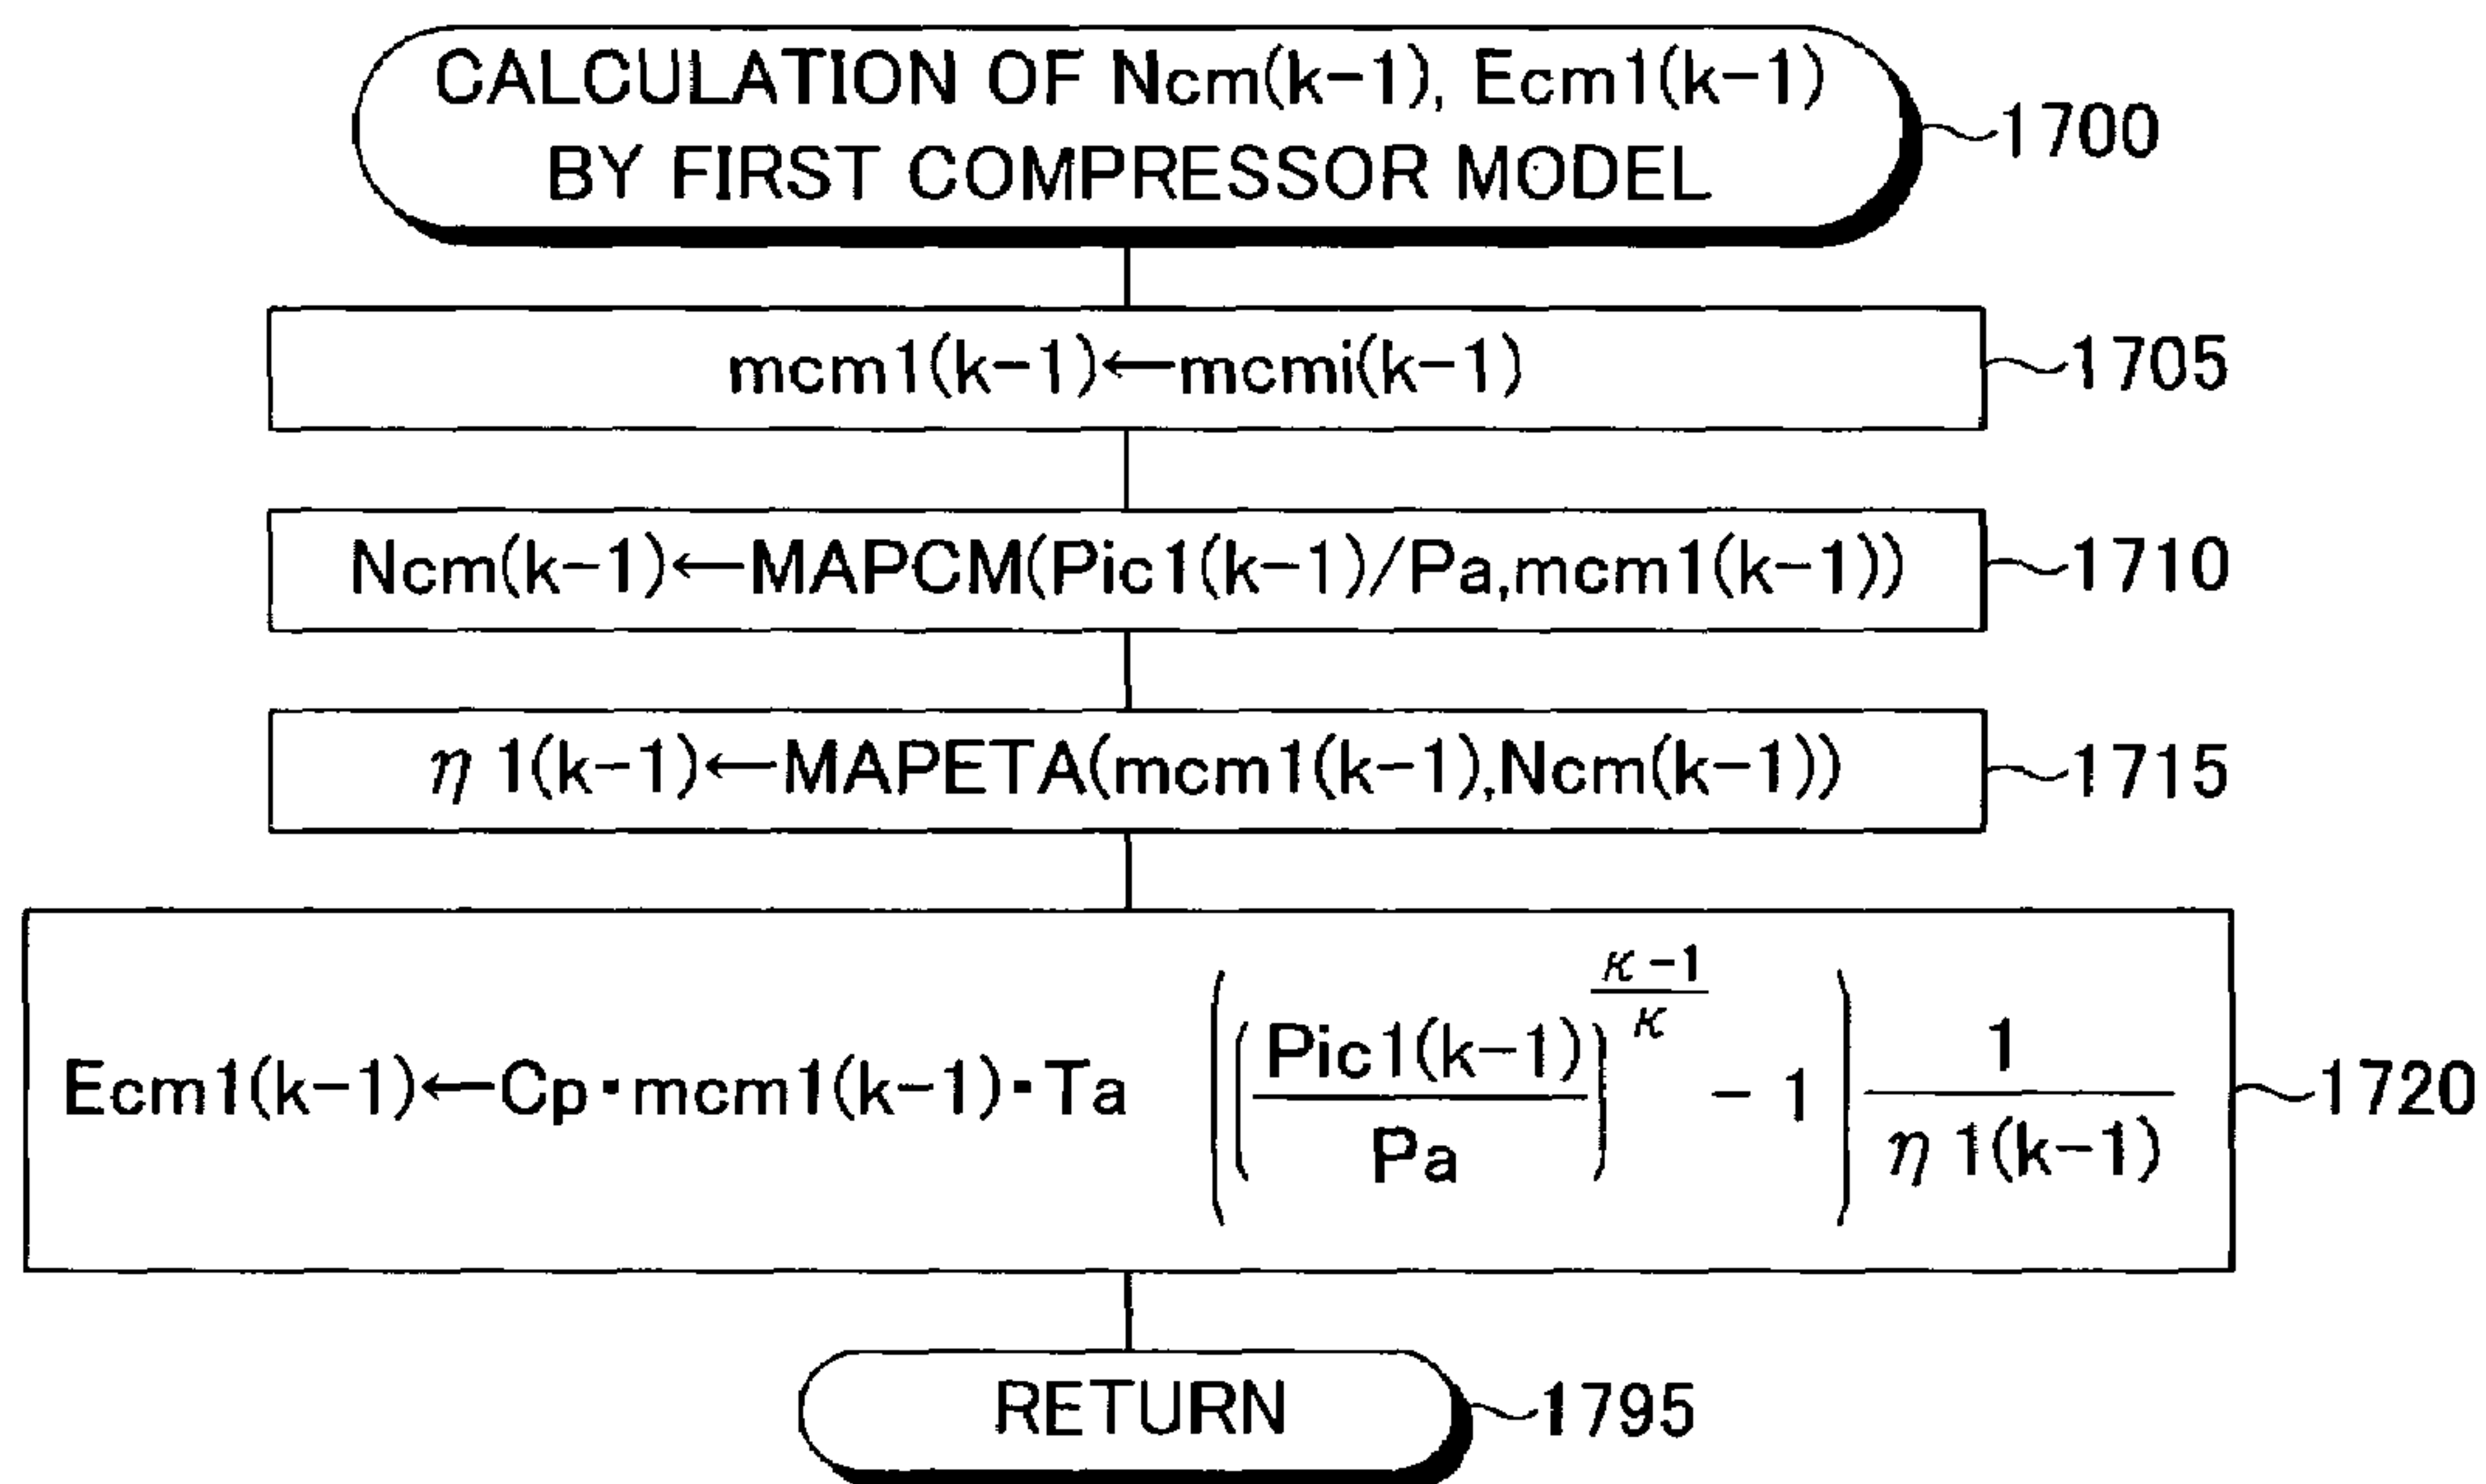 CALCULATION OF Ncm(k-1), Ecm1(k-1)
BY FIRST COMPRESSOR MODEL
1700
mcm1(k-1)←mcmi(k-1)
1705
Ncm(k-1)←MAPCM(Pic1(k-1)/Pa,mcm1(k-1))
1710
η1(k-1)←MAPETA(mcm1(k-1),Ncm(k-1))
1715
Ecm1(k-1)←Cp·mcm1(k-1)·Ta ((Pic1(k-1)/Pa)^((κ-1)/κ) - 1) 1/η1(k-1)
1720
RETURN
1795